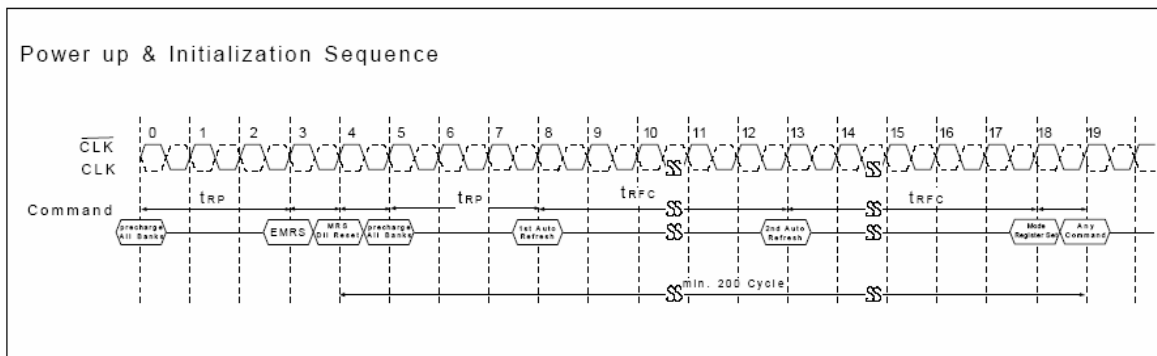 Power up & Initialization Sequence
0 1 2 3 4 5 6 7 8 9 10 11 12 13 14 15 16 17 18 19
CLK
CLK
tRP tRP tRFC tRFC
Command
precharge All Banks
EMRS
MRS Dll Reset
precharge All Banks
1st Auto Refresh
2nd Auto Refresh
Mode Register Set
Any Command
min. 200 Cycle